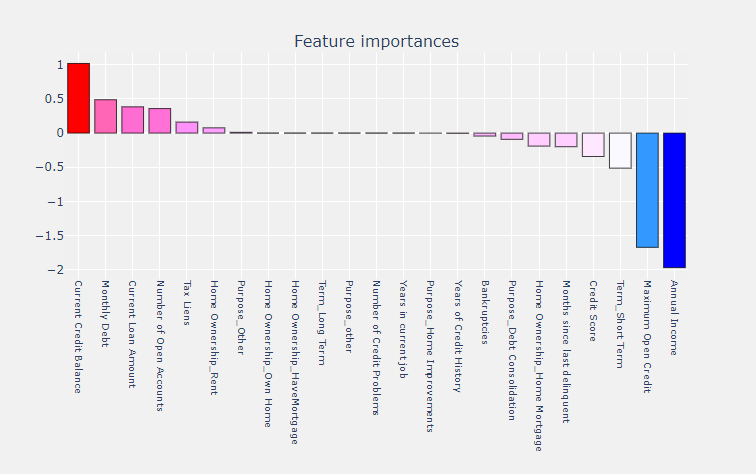 Feature importances
1
0.5
0
−0.5
−1
−1.5
−2
Current Credit Balance
Monthly Debt
Current Loan Amount
Number of Open Accounts
Tax Liens
Home Ownership_Rent
Purpose_Other
Home Ownership_Own Home
Home Ownership_HaveMortgage
Term_Long Term
Purpose_other
Number of Credit Problems
Years in current job
Purpose_Home Improvements
Years of Credit History
Bankruptcies
Purpose_Debt Consolidation
Home Ownership_Home Mortgage
Months since last delinquent
Credit Score
Term_Short Term
Maximum Open Credit
Annual Income